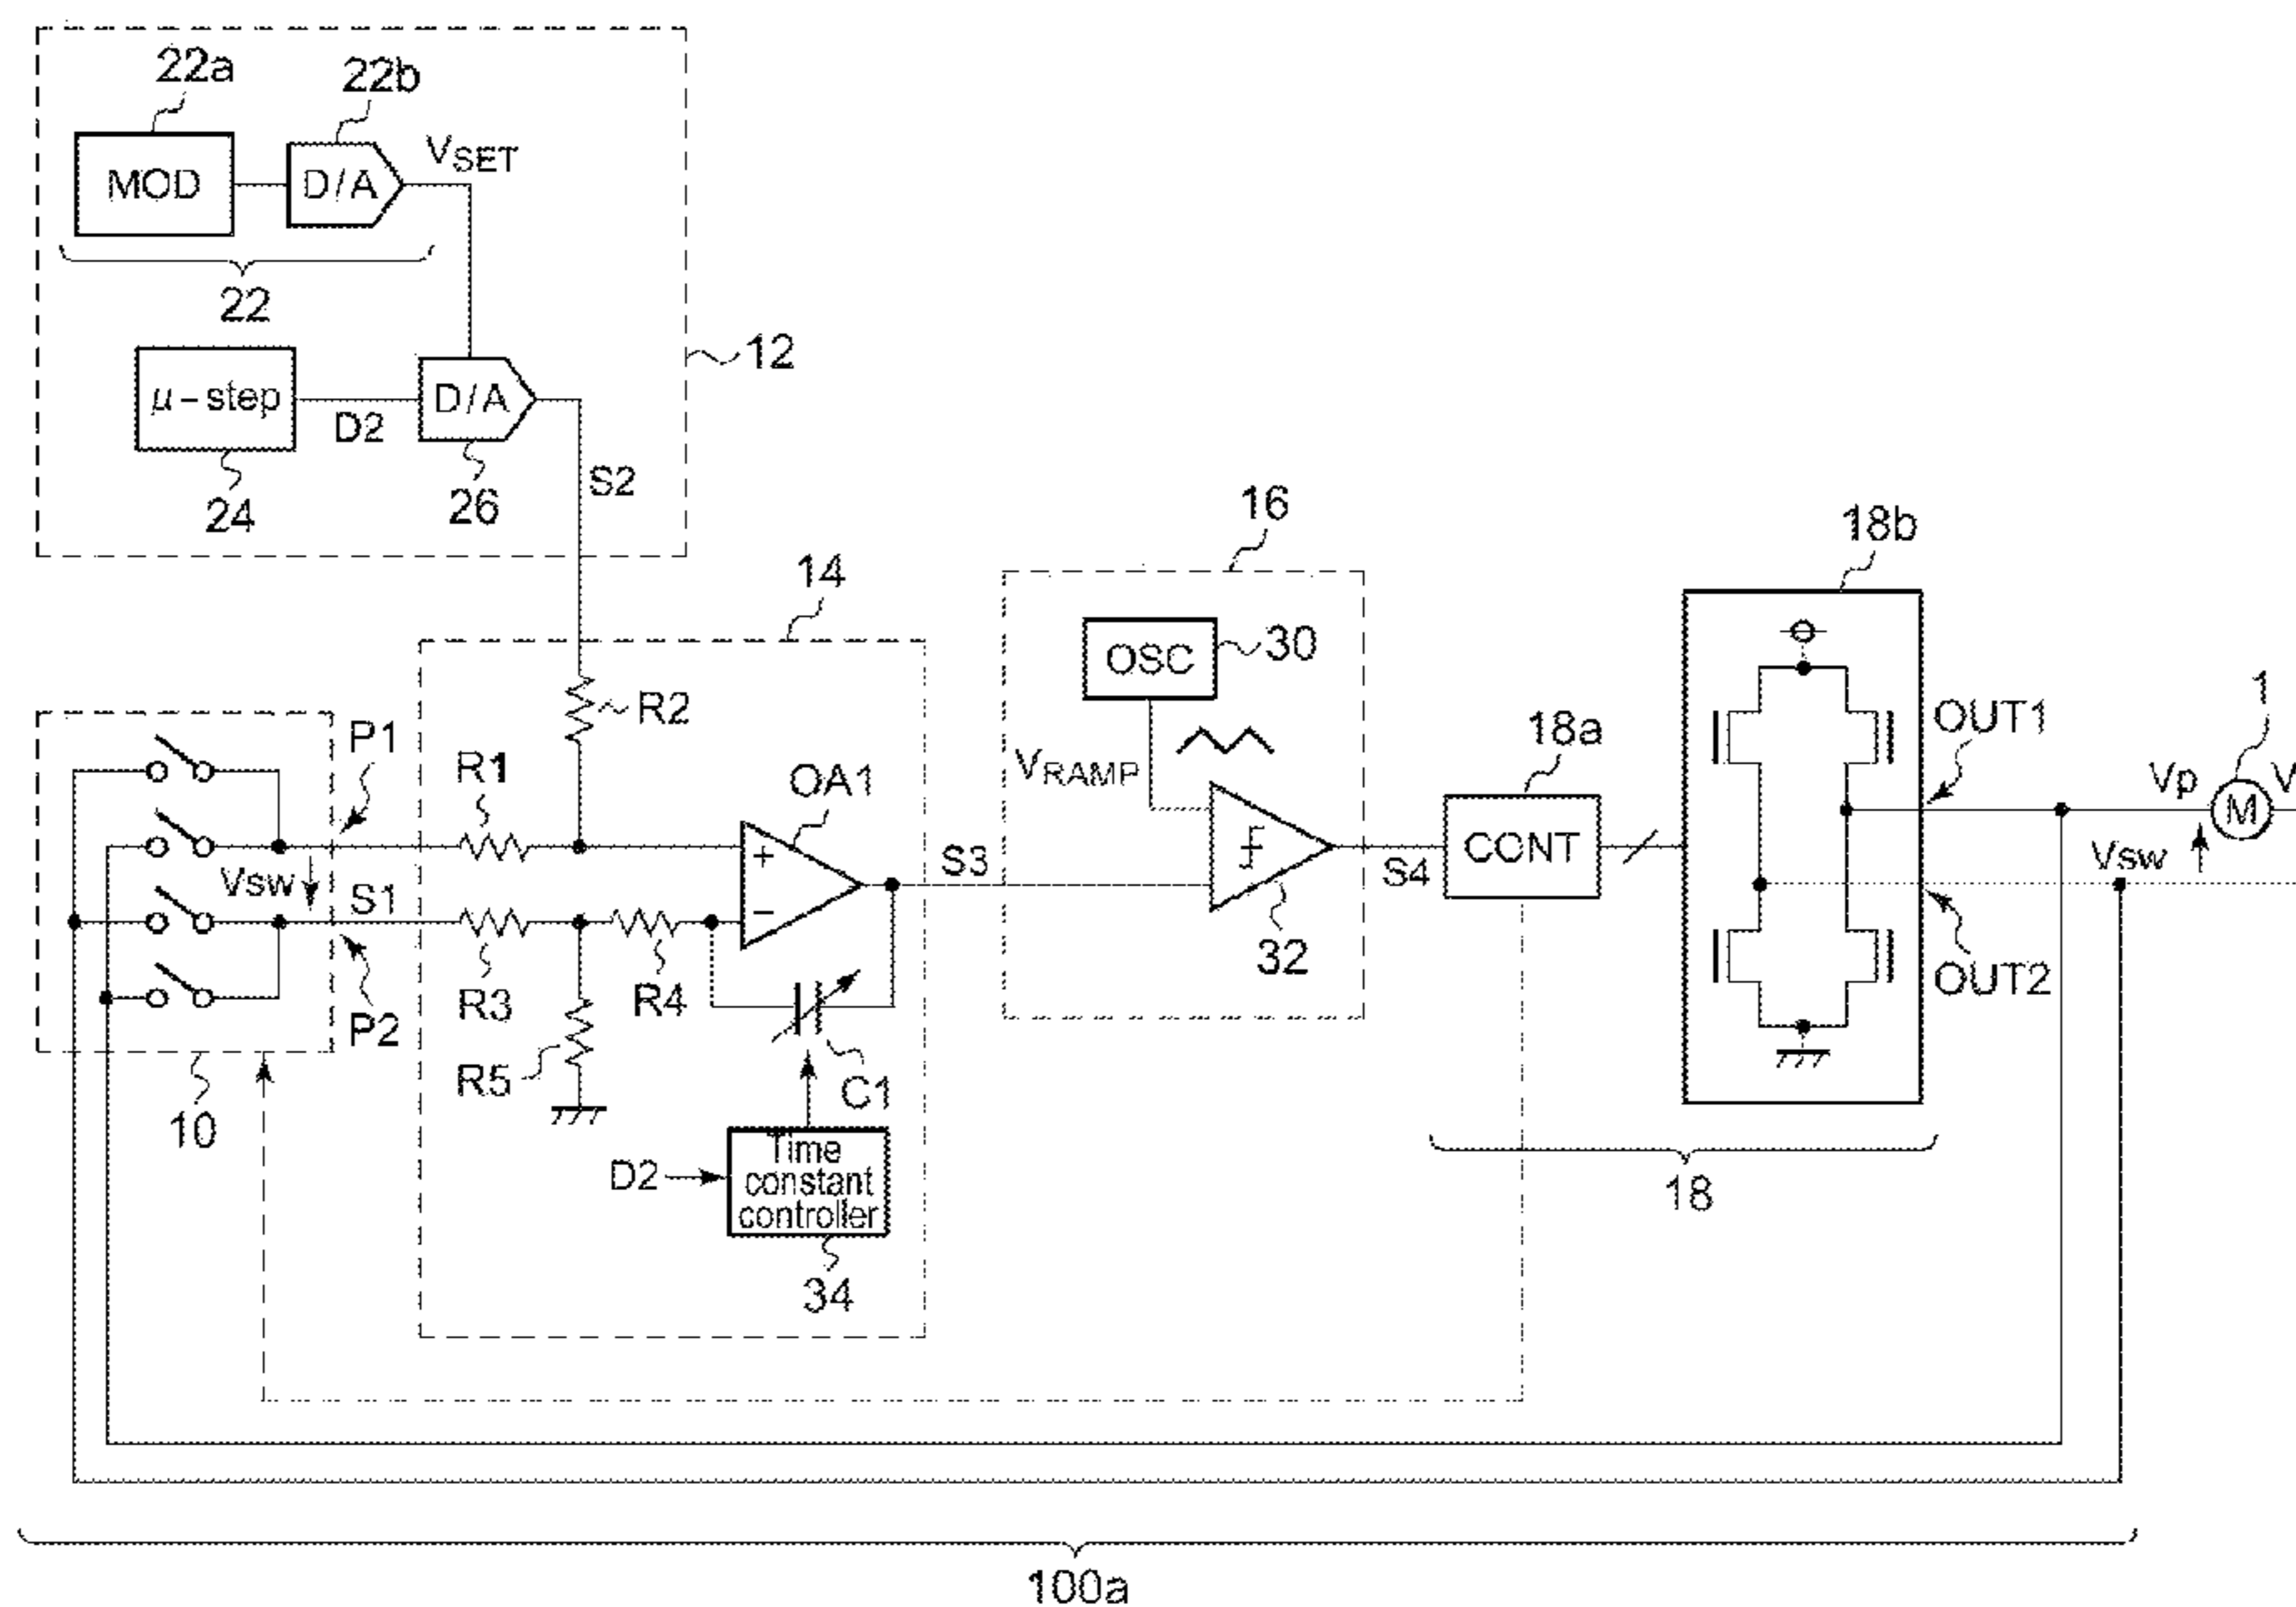 22a
22b
MOD
D/A
VSET
22
12
μ-step
D2
D/A
24
26
S2
14
16
18b
OSC
30
R2
P1
R1
OA1
VRAMP
18a
OUT1
1
Vp
V
M
+
S3
S4
CONT
Vsw
Vsw
S1
−
32
R3
R4
OUT2
P2
R5
C1
10
D2
Time
constant
controller
18
34
100a